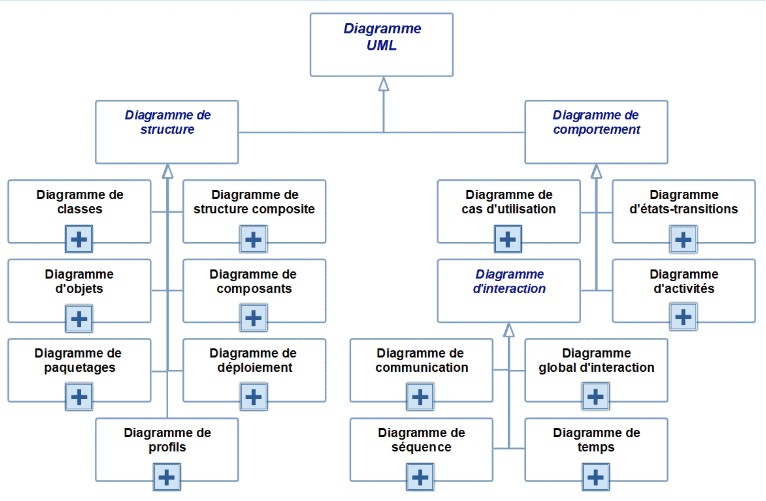 Diagramme
UML
Diagramme de
structure
Diagramme de
comportement
Diagramme de
classes
Diagramme de
structure composite
Diagramme de
cas d'utilisation
Diagramme
d'états-transitions
Diagramme
d'objets
Diagramme de
composants
Diagramme
d'interaction
Diagramme
d'activités
Diagramme de
paquetages
Diagramme de
déploiement
Diagramme de
communication
Diagramme
global d'interaction
Diagramme de
profils
Diagramme de
séquence
Diagramme de
temps